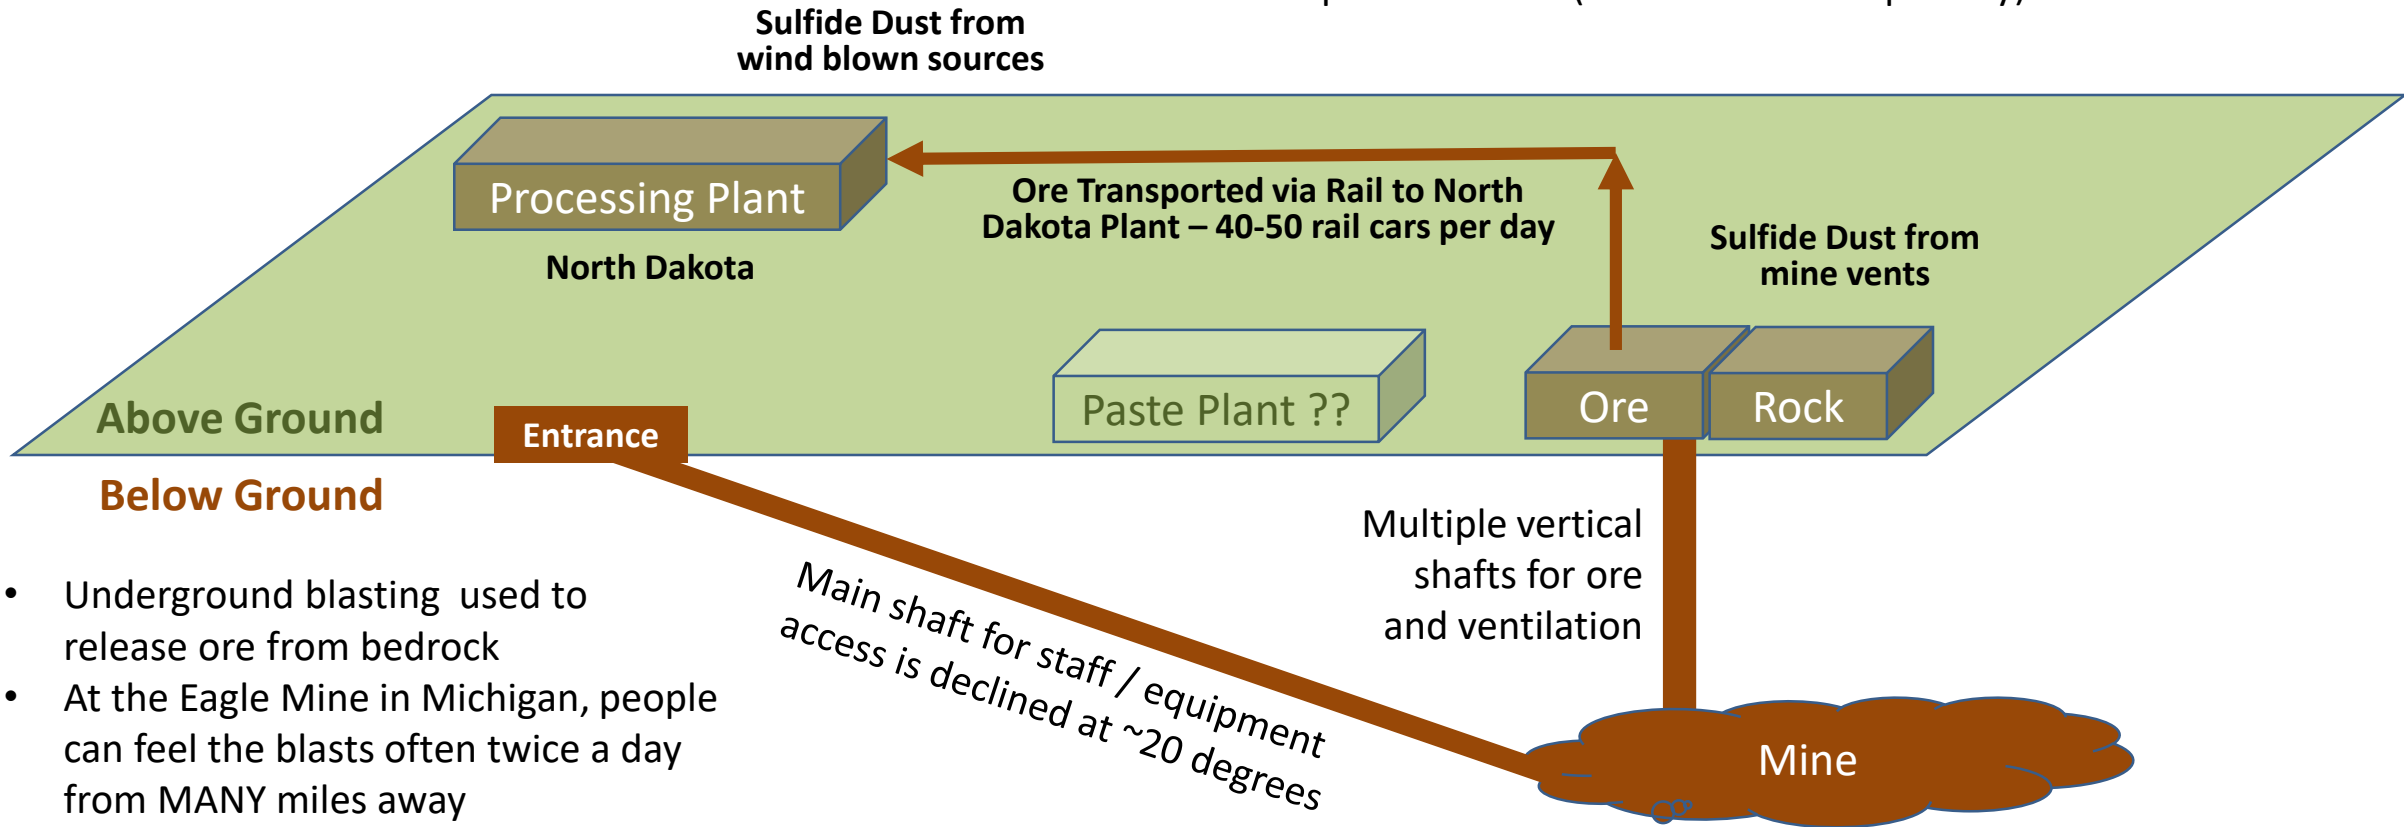 Sulfide Dust from
wind blown sources
Processing Plant
North Dakota
Ore Transported via Rail to North
Dakota Plant – 40-50 rail cars per day
Sulfide Dust from
mine vents
Paste Plant ??
Ore
Rock
Above Ground
Entrance
Below Ground
Multiple vertical
shafts for ore
and ventilation
Main shaft for staff / equipment
access is declined at ~20 degrees
• Underground blasting  used to
release ore from bedrock
• At the Eagle Mine in Michigan, people
can feel the blasts often twice a day
from MANY miles away
Mine